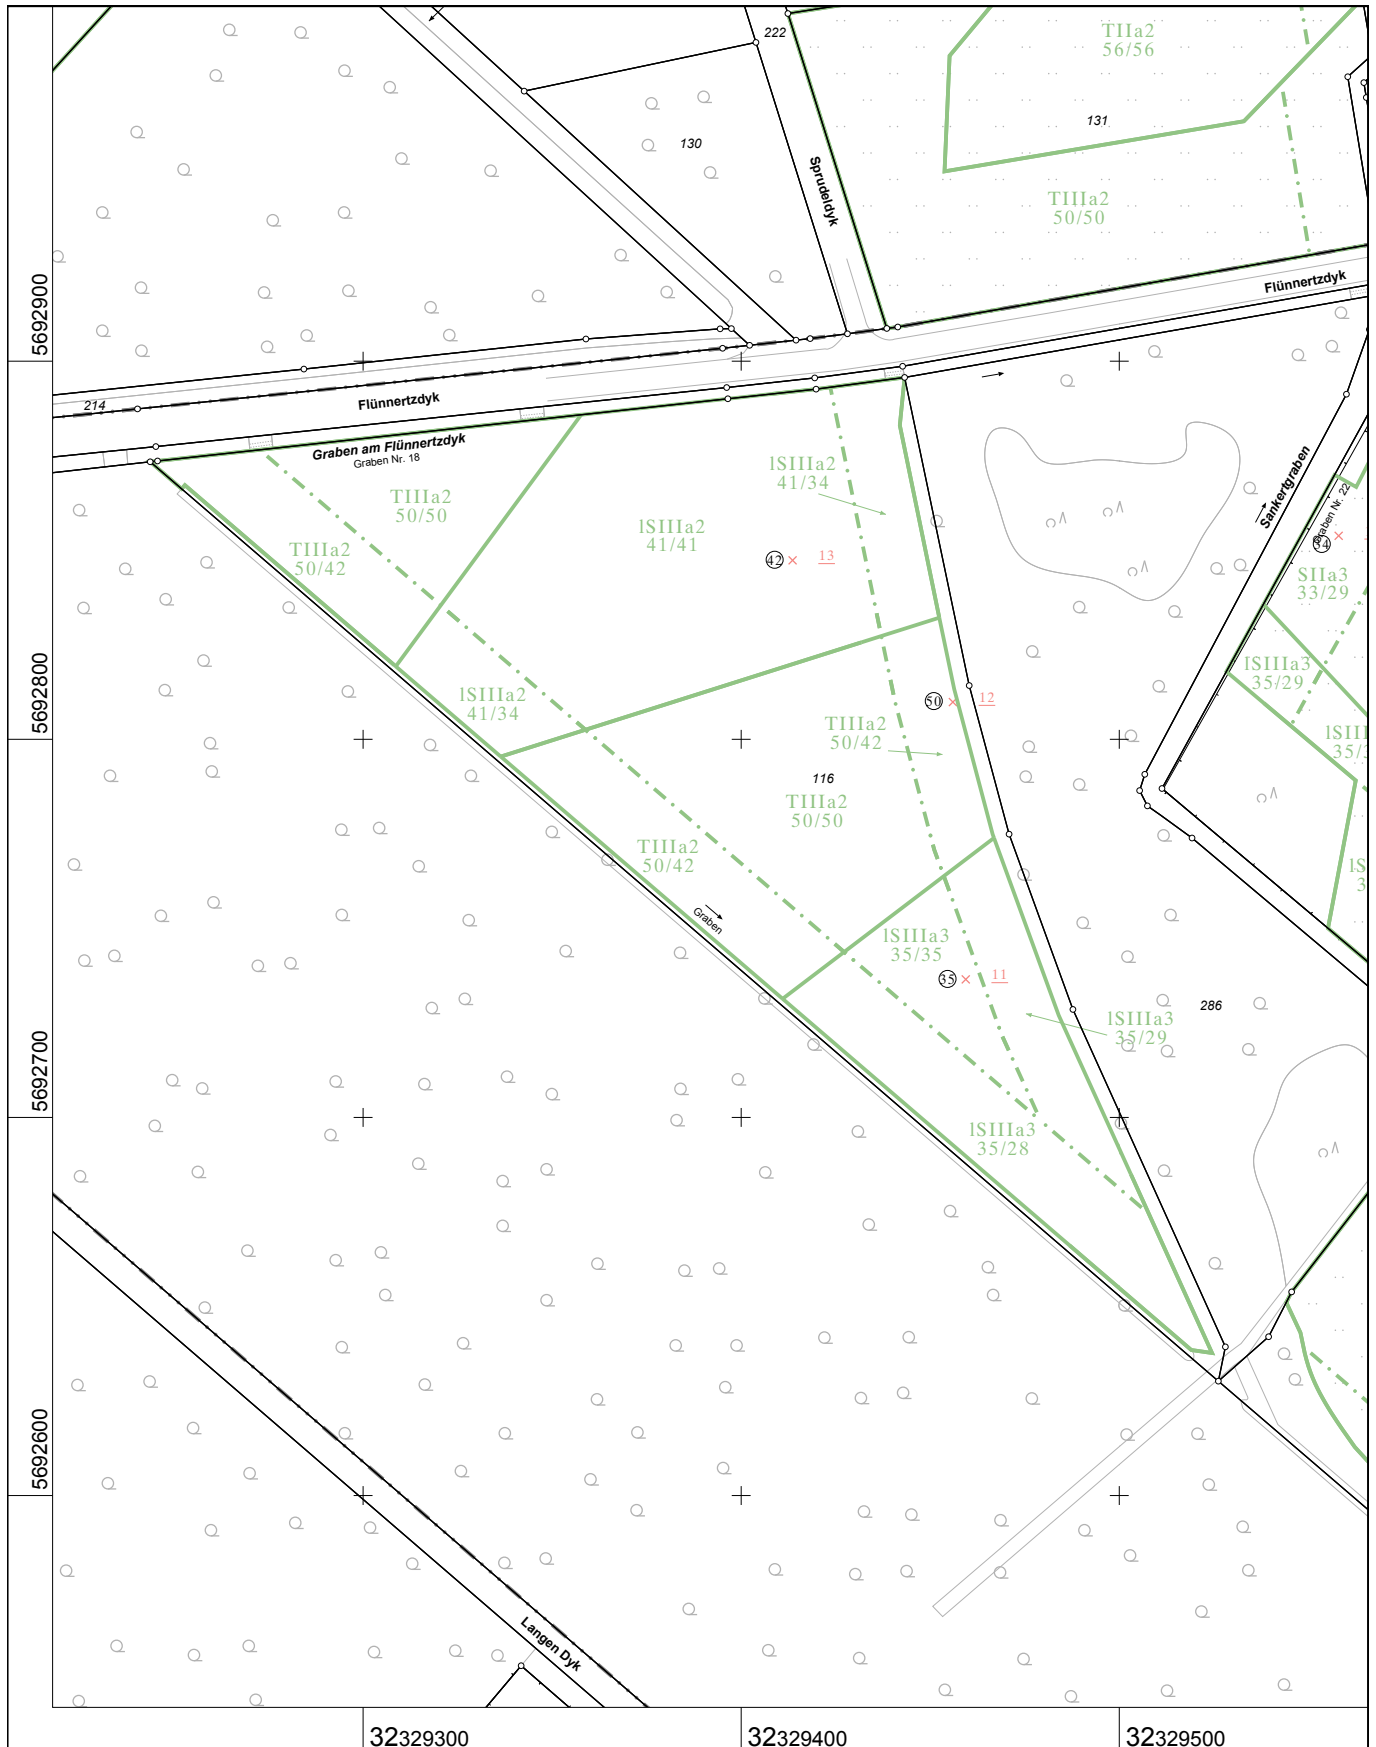 222
TIIa2
56/56
131
130
Sprudeldyk
TIIIa2
50/50
5692900
Flünnertzdyk
214
Flünnertzdyk
Graben am Flünnertzdyk
Graben Nr. 18
lSIIIa2
41/34
TIIIa2
50/50
TIIIa2
50/42
lSIIIa2
41/41
42
13
Sankertgraben
Graben Nr. 22
34
SIIa3
33/29
lSIIIa3
35/29
5692800
lSIIIa2
41/34
50
12
TIIIa2
50/42
116
TIIIa2
50/50
TIIIa2
50/42
Graben
lSIIIa3
35/35
35
11
286
lSIIIa3
35/29
5692700
lSIIIa3
35/28
5692600
Langen Dyk
32329300
32329400
32329500